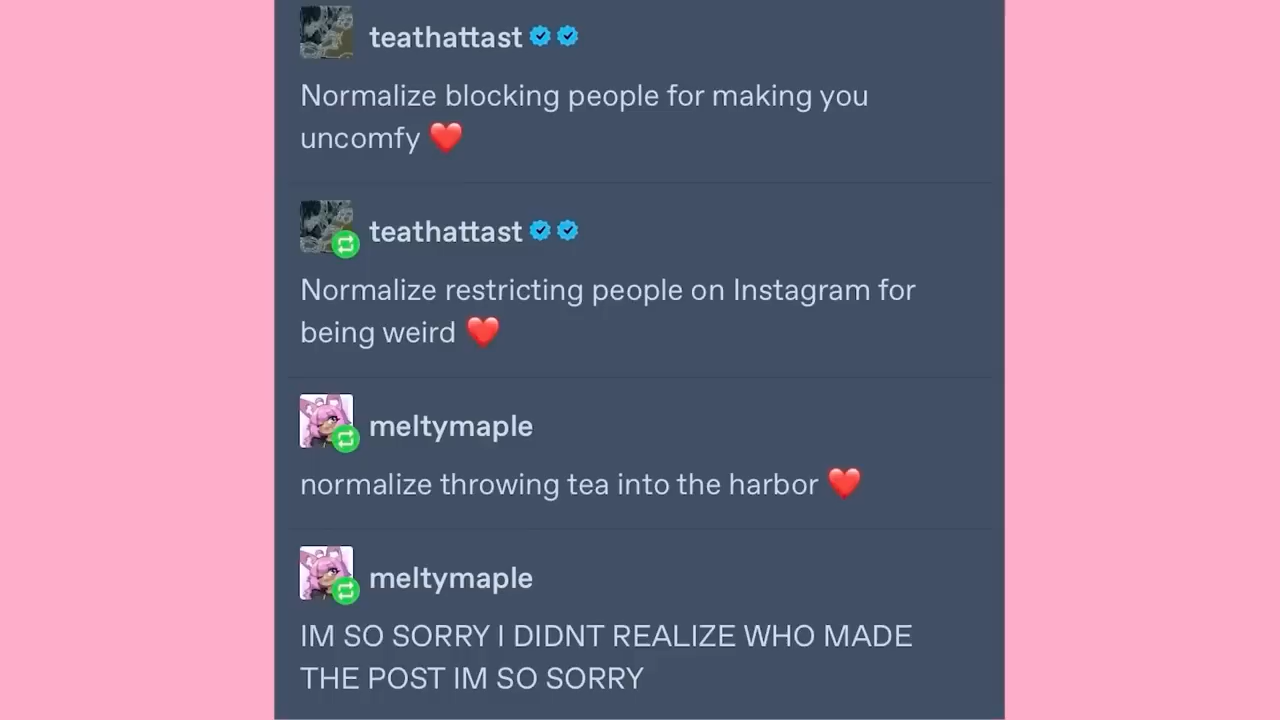 teathattast
Normalize blocking people for making you
uncomfy ❤️
teathattast
Normalize restricting people on Instagram for
being weird ❤️
meltymaple
normalize throwing tea into the harbor ❤️
meltymaple
IM SO SORRY I DIDNT REALIZE WHO MADE
THE POST IM SO SORRY